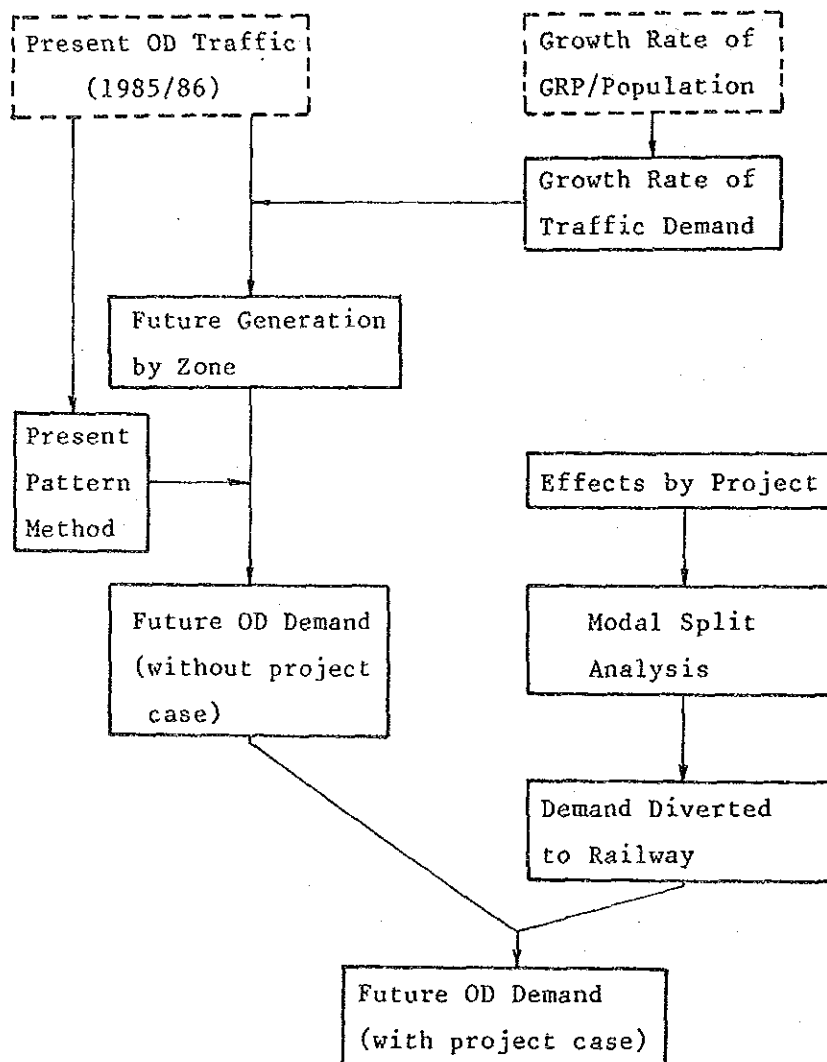 Present OD Traffic
(1985/86)
Growth Rate of
GRP/Population
Growth Rate of
Traffic Demand
Future Generation
by Zone
Present
Pattern
Method
Effects by Project
Future OD Demand
(without project
case)
Modal Split
Analysis
Demand Diverted
to Railway
Future OD Demand
(with project case)